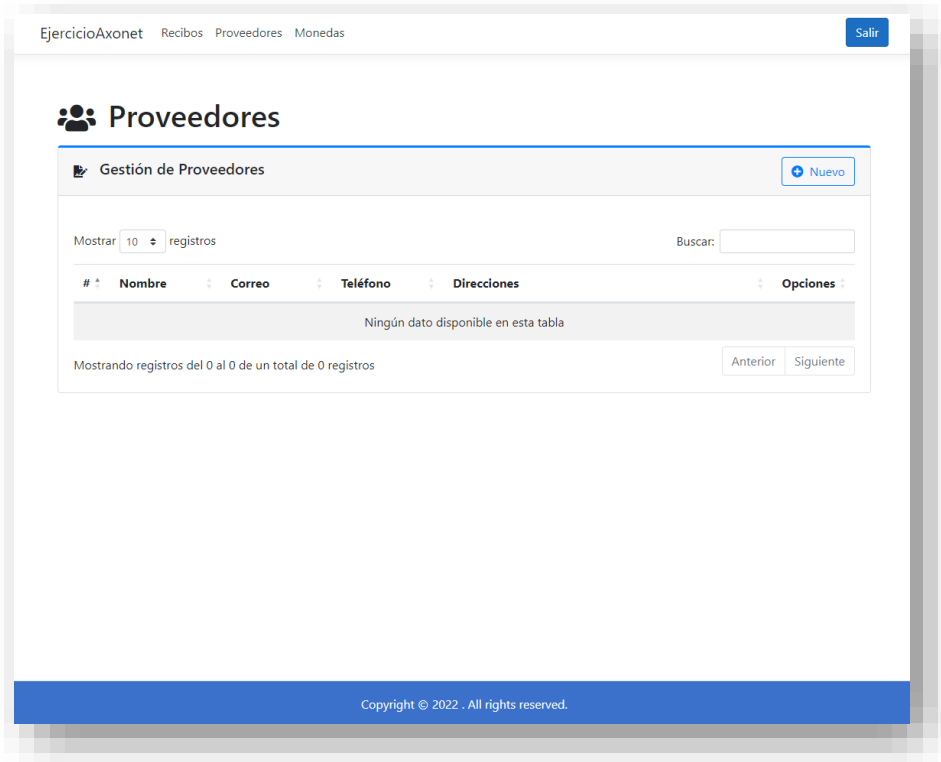 EjercicioAxonet Recibos Proveedores Monedas Salir
Proveedores
Gestión de Proveedores Nuevo
Mostrar 10 registros Buscar:
# Nombre Correo Teléfono Direcciones Opciones
Ningún dato disponible en esta tabla
Mostrando registros del 0 al 0 de un total de 0 registros Anterior Siguiente
Copyright © 2022 . All rights reserved.